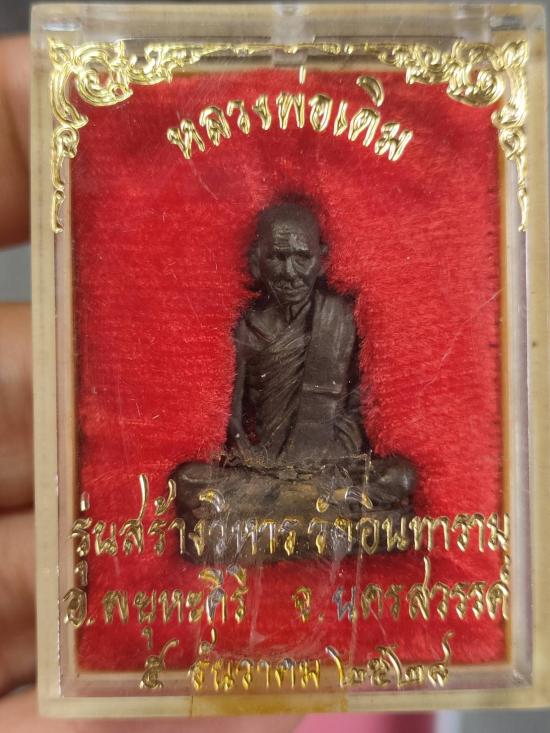 หลวงพ่อเดิม
รุ่นสร้างวิหาร วัดอินทาราม
อ.พยุหะคีรี จ.นครสวรรค์
๕ ธันวาคม ๒๕๒๘